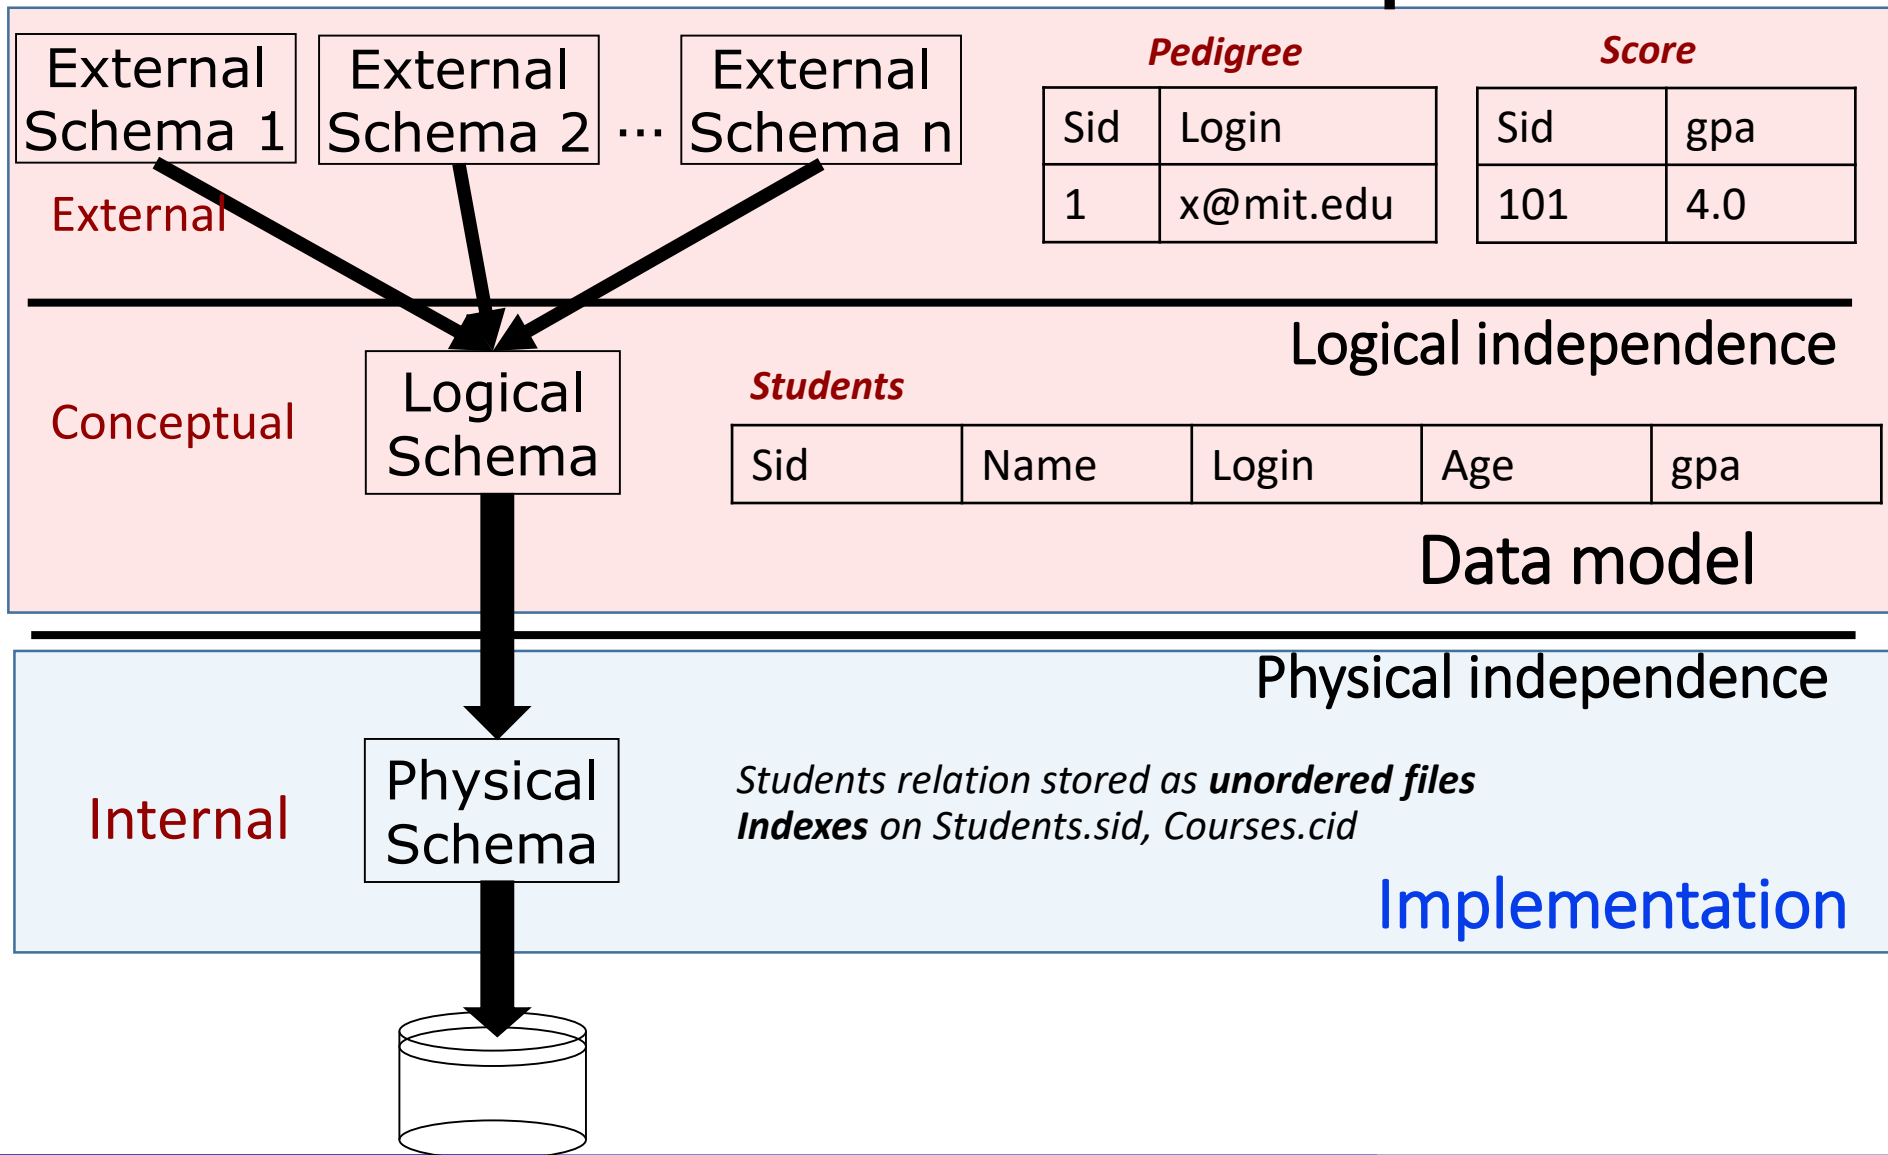 External
Schema 1
External
Schema 2
...
External
Schema n
Pedigree
Sid Login
1 x@mit.edu
Score
Sid gpa
101 4.0
External
Logical independence
Conceptual
Logical
Schema
Students
Sid Name Login Age gpa
Data model
Physical independence
Internal
Physical
Schema
Students relation stored as unordered files
Indexes on Students.sid, Courses.cid
Implementation